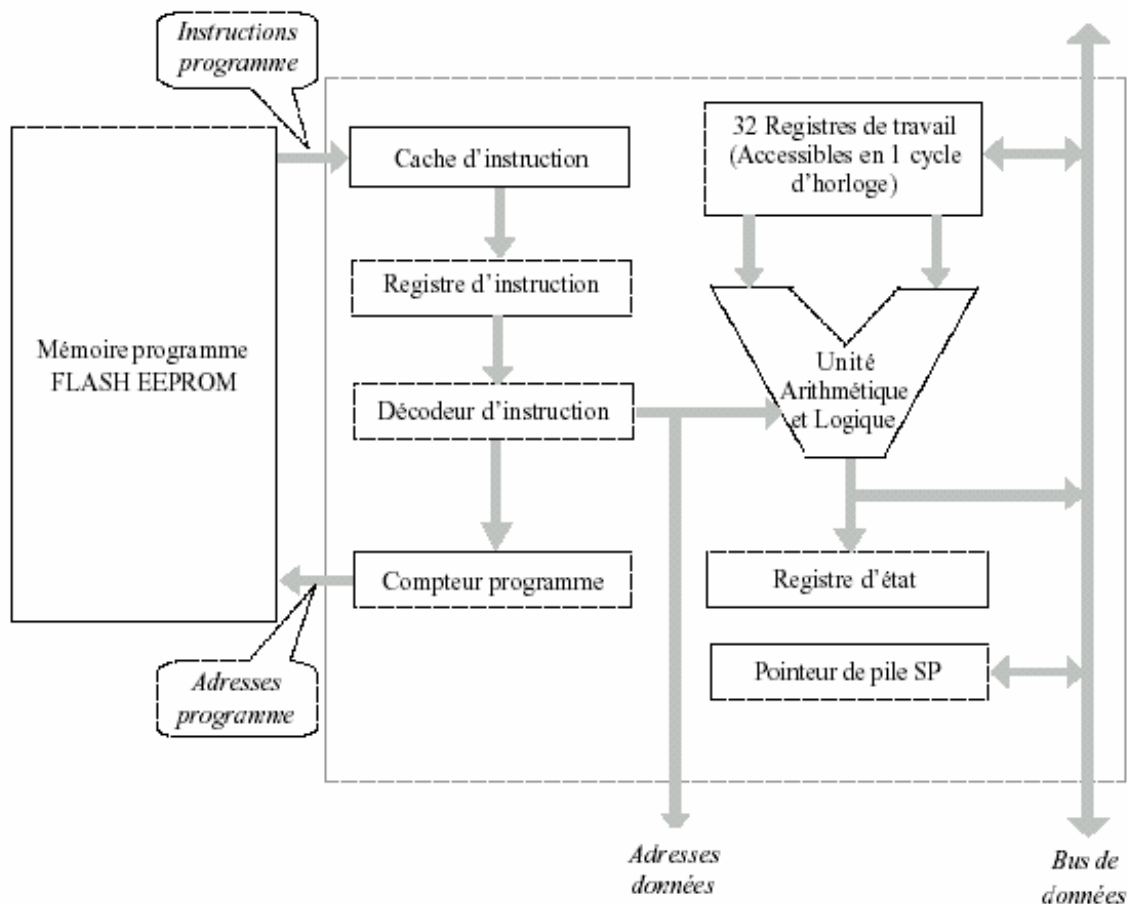 Instructions
programme
Mémoire programme
FLASH EEPROM
Cache d'instruction
Registre d'instruction
Décodeur d'instruction
Compteur programme
Adresses
programme
32 Registres de travail
(Accessibles en 1 cycle
d'horloge)
Unité
Arithmétique
et Logique
Registre d'état
Pointeur de pile SP
Adresses
données
Bus de
données